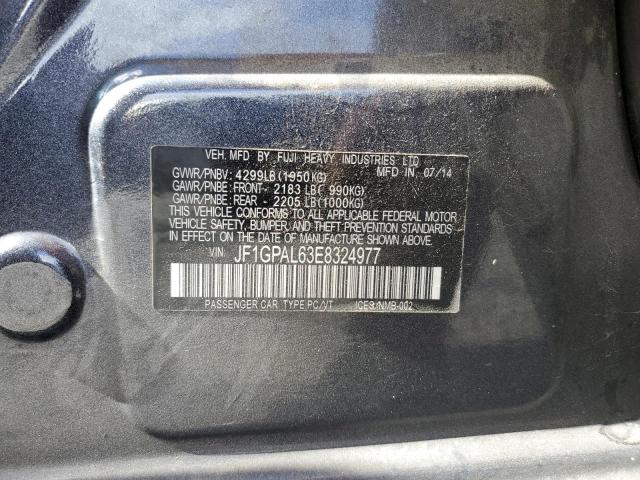 VEH. MFD BY FUJI HEAVY INDUSTRIES LTD
MFD IN 07/14
GVWR/PNBV: 4299LB(1950KG)
GAWR/PNBE: FRONT- 2183 LB( 990KG)
GAWR/PNBE: REAR - 2205 LB(1000KG)
THIS VEHICLE CONFORMS TO ALL APPLICABLE FEDERAL MOTOR
VEHICLE SAFETY, BUMPER, AND THEFT PREVENTION STANDARDS
IN EFFECT ON THE DATE OF MANUFACTURE SHOWN ABOVE.
VIN: JF1GPAL63E8324977
PASSENGER CAR TYPE PC/VT ICES/NMB-002